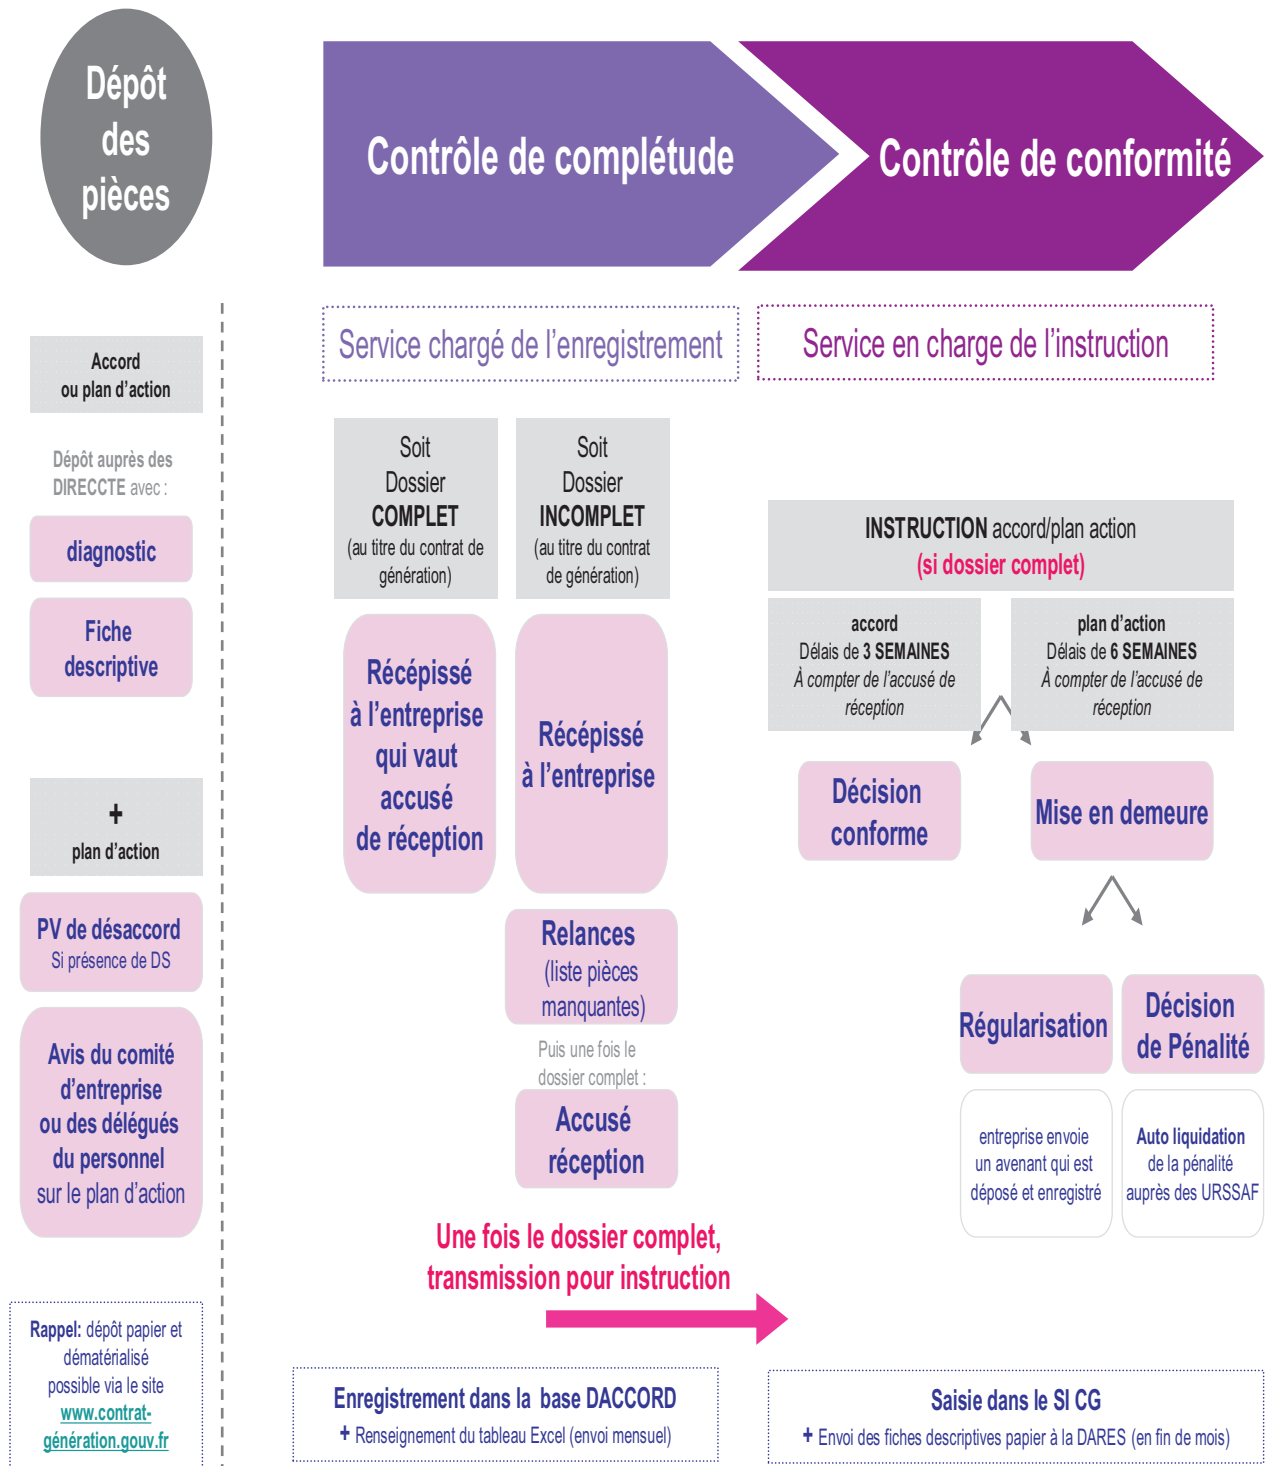 Dépôt
des
pièces
Contrôle de complétude
Contrôle de conformité
Service chargé de l'enregistrement
Service en charge de l'instruction
Accord
ou plan d'action
Dépôt auprès des
DIRECCTE avec :
diagnostic
Fiche
descriptive
+
plan d'action
PV de désaccord
Si présence de DS
Avis du comité
d'entreprise
ou des délégués
du personnel
sur le plan d'action
Rappel: dépôt papier et
dématérialisé
possible via le site
www.contrat-
génération.gouv.fr
Soit
Dossier
COMPLET
(au titre du contrat de
génération)
Récépissé
à l'entreprise
qui vaut
accusé
de réception
Soit
Dossier
INCOMPLET
(au titre du contrat
de génération)
Récépissé
à l'entreprise
Relances
(liste pièces
manquantes)
Puis une fois le
dossier complet :
Accusé
réception
Une fois le dossier complet,
transmission pour instruction
Enregistrement dans la base DACCORD
+ Renseignement du tableau Excel (envoi mensuel)
INSTRUCTION accord/plan action
(si dossier complet)
accord
Délais de 3 SEMAINES
À compter de l'accusé de
réception
plan d'action
Délais de 6 SEMAINES
À compter de l'accusé de
réception
Décision
conforme
Mise en demeure
Régularisation
Décision
de Pénalité
entreprise envoie
un avenant qui est
déposé et enregistré
Auto liquidation
de la pénalité
auprès des URSSAF
Saisie dans le SI CG
+ Envoi des fiches descriptives papier à la DARES (en fin de mois)